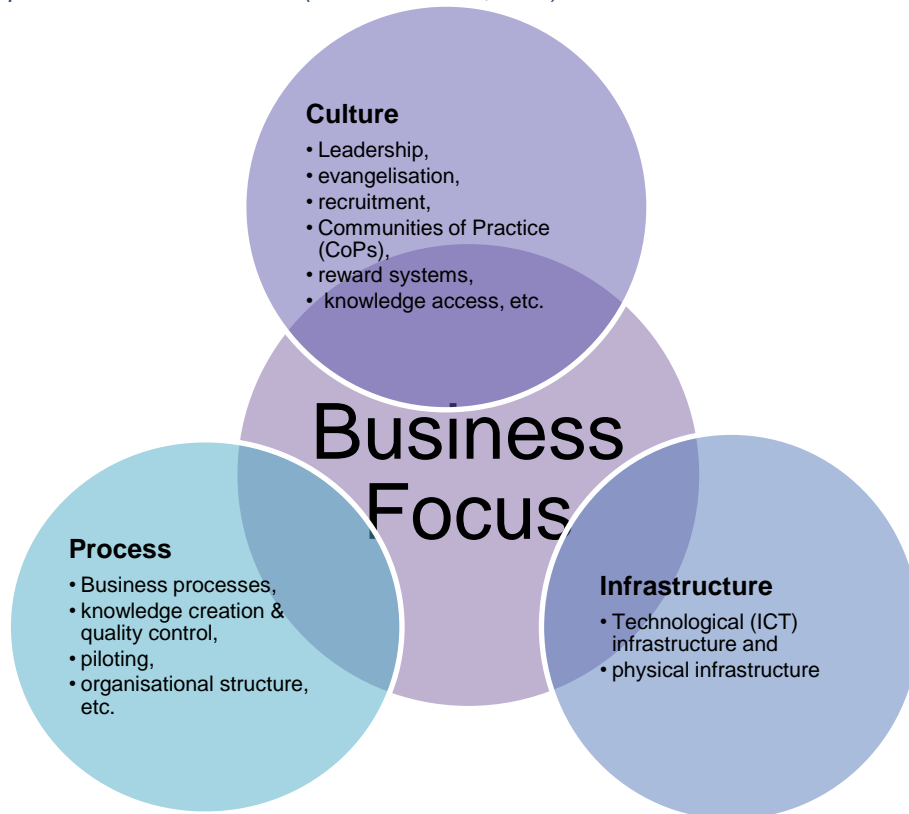 Culture
• Leadership,
• evangelisation,
• recruitment,
• Communities of Practice
(CoPs),
• reward systems,
• knowledge access, etc.
Business
Focus
Process
• Business processes,
• knowledge creation &
quality control,
• piloting,
• organisational structure,
etc.
Infrastructure
• Technological (ICT)
infrastructure and
• physical infrastructure